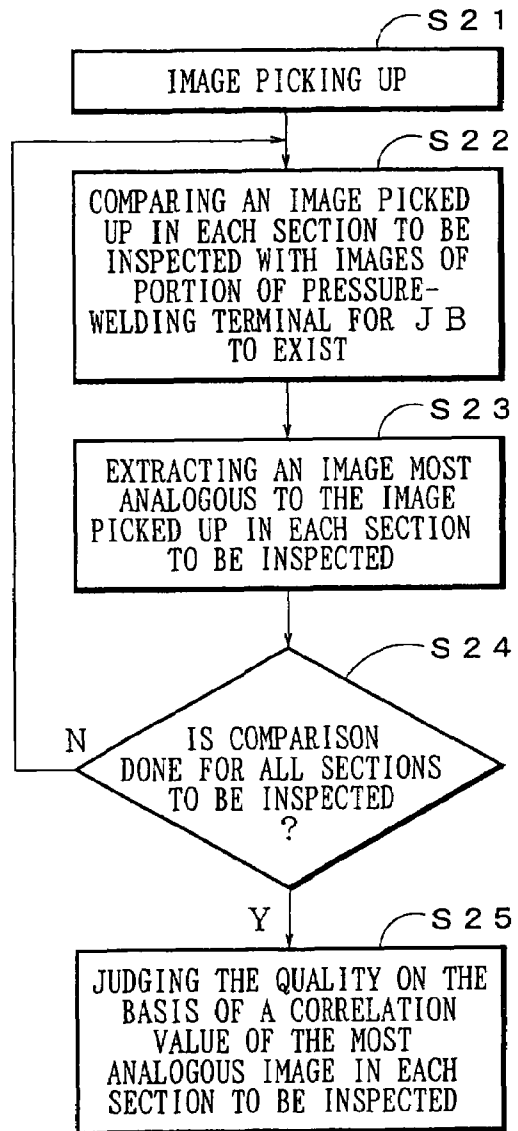 S21
IMAGE PICKING UP
S22
COMPARING AN IMAGE PICKED
UP IN EACH SECTION TO BE
INSPECTED WITH IMAGES OF
PORTION OF PRESSURE-
WELDING TERMINAL FOR JB
TO EXIST
S23
EXTRACTING AN IMAGE MOST
ANALOGOUS TO THE IMAGE
PICKED UP IN EACH SECTION
TO BE INSPECTED
S24
N
IS COMPARISON
DONE FOR ALL SECTIONS
TO BE INSPECTED
?
Y
S25
JUDGING THE QUALITY ON THE
BASIS OF A CORRELATION
VALUE OF THE MOST
ANALOGOUS IMAGE IN EACH
SECTION TO BE INSPECTED